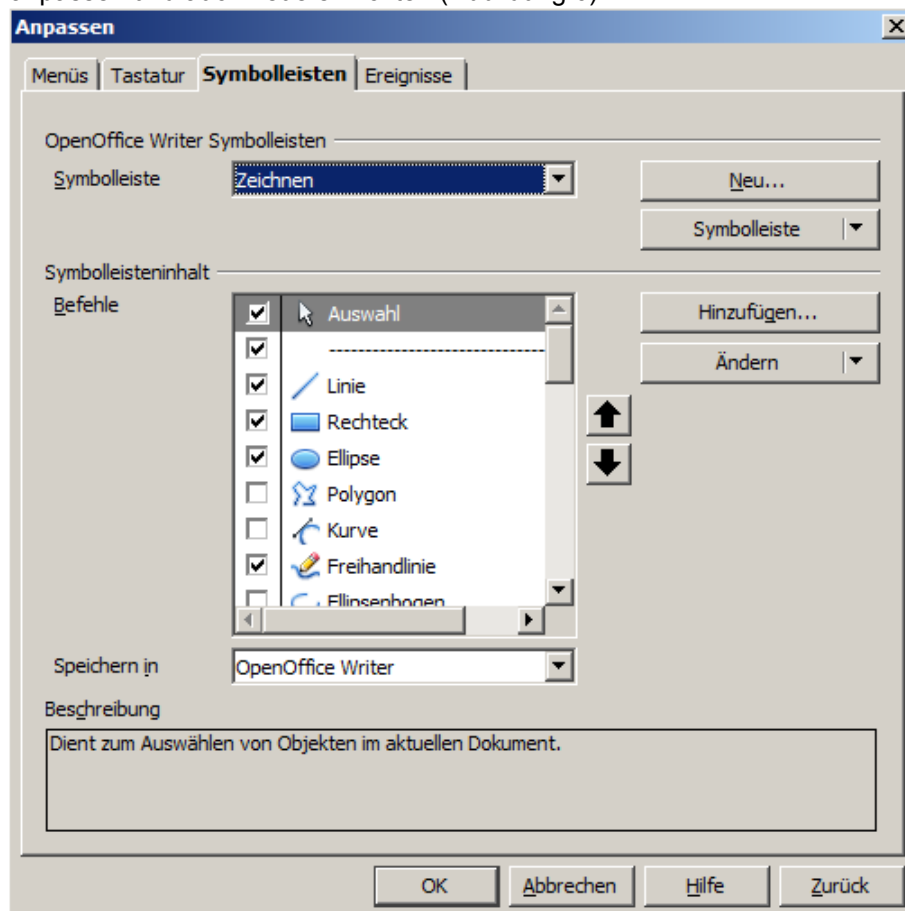 Anpassen
Menüs Tastatur Symbolleisten Ereignisse
OpenOffice Writer Symbolleisten
Symbolleiste Zeichnen Neu...
Symbolleiste
Symbolleisteninhalt
Befehle Auswahl Hinzufügen...
--------------------------------
Ändern
Linie
Rechteck
Ellipse
Polygon
Kurve
Freihandlinie
Ellipsenbogen
Speichern in OpenOffice Writer
Beschreibung
Dient zum Auswählen von Objekten im aktuellen Dokument.
OK Abbrechen Hilfe Zurück